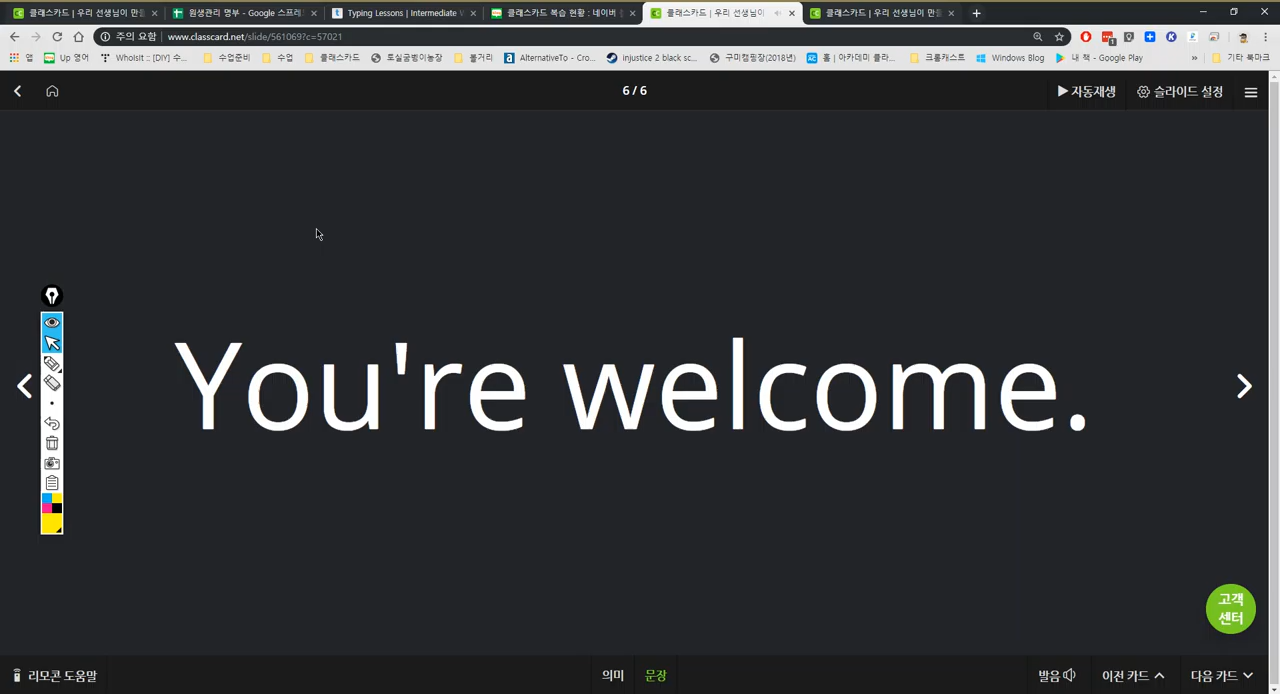 클래스카드 | 우리 선생님이 만든
원생관리 명부 - Google 스프레
Typing Lessons | Intermediate
클래스카드 복습 현황 : 네이버
클래스카드 | 우리 선생님이
클래스카드 | 우리 선생님이 만든
주의 요함 | www.classcard.net/slide/561069?c=57021
앱 Up 영어 WhoIsIt :: [DIY] 수... 수업준비 수업 클래스카드 토실굼벵이농장 볼거리 AlternativeTo - Cro... injustice 2 black sc... 구미캠핑장(2018년) 홈 | 아카데미 클라... 크롬캐스트 Windows Blog 내 책 - Google Play » 기타 북마크
6 / 6
자동재생 슬라이드 설정
You're welcome.
고객
센터
리모콘 도움말 의미 문장 발음 이전 카드 다음 카드